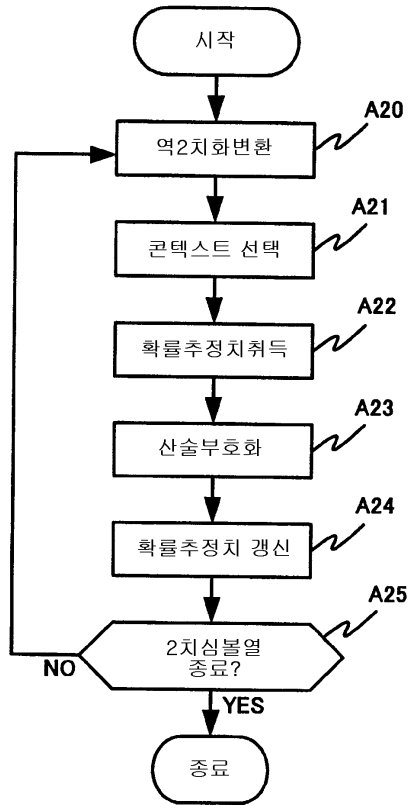 시작
A20
역2치화변환
A21
콘텍스트 선택
A22
확률추정치취득
A23
산술부호화
A24
확률추정치 갱신
A25
2치심볼열
종료?
NO
YES
종료